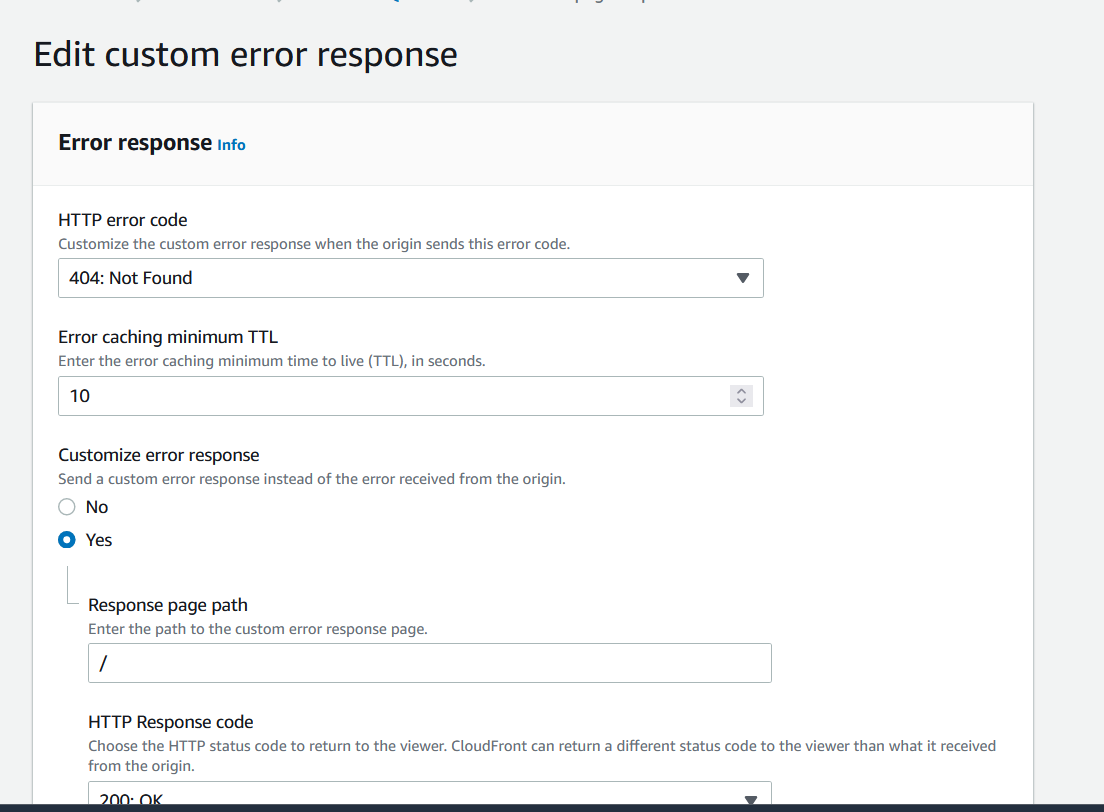 Edit custom error response
Error response Info
HTTP error code
Customize the custom error response when the origin sends this error code.
404: Not Found
Error caching minimum TTL
Enter the error caching minimum time to live (TTL), in seconds.
10
Customize error response
Send a custom error response instead of the error received from the origin.
No
Yes
Response page path
Enter the path to the custom error response page.
/
HTTP Response code
Choose the HTTP status code to return to the viewer. CloudFront can return a different status code to the viewer than what it received
from the origin.
200: OK